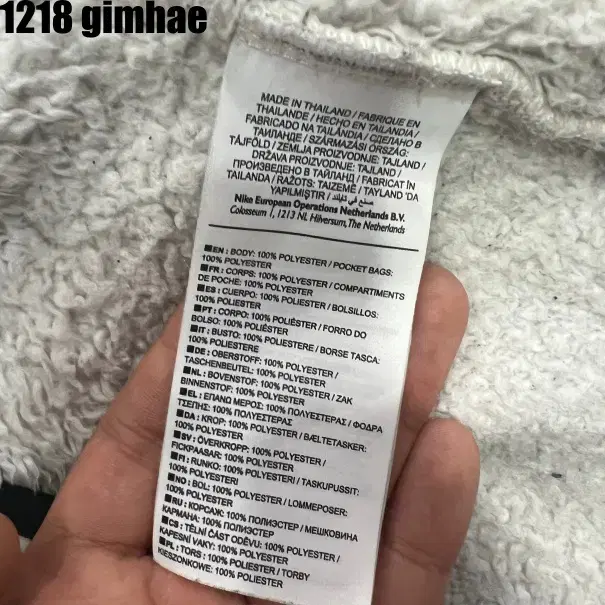 1218 gimhae
MADE IN THAILAND / FABRIQUE EN
THAILANDE / HECHO EN TAILANDIA /
FABRICADO NA TAILÂNDIA / СДЕЛАНО В
ТАИЛАНДЕ / SZÁRMAZÁSI ORSZÁG:
TÁJFÖLD / ZEMLJA PROIZVODNJE: TAJLAND /
DRŽAVA PROIZVODNJE: TAJLAND /
ПРОИЗВЕДЕНО В ТАЙЛАНД / FABRICAT ÎN
TAILANDA / RAŽOTS: TAIZEMĒ / TAYLAND 'DA
YAPILMIŞTIR / صنع في تايلند
Nike European Operations Netherlands B.V.
Colosseum 1, 1213 NL Hilversum, The Netherlands
■EN : BODY: 100% POLYESTER / POCKET BAGS:
100% POLYESTER
■FR : CORPS: 100% POLYESTER / COMPARTIMENTS
DE POCHE: 100% POLYESTER
■ES : CUERPO: 100% POLIÉSTER / BOLSILLOS:
100% POLIESTER
■PT : CORPO: 100% POLIÉSTER / FORRO DO
BOLSO: 100% POLIÉSTER
■IT : BUSTO: 100% POLIESTERE / BORSE TASCA:
100% POLIESTERE
■DE : OBERSTOFF: 100% POLYESTER /
TASCHENBEUTEL: 100% POLYESTER
■NL : BOVENSTOF: 100% POLYESTER / ZAK
BINNENSTOF: 100% POLYESTER
■EL : ΕΠΑΝΩ ΜΕΡΟΣ: 100% ΠΟΛΥΕΣΤΕΡΑΣ / ΦΟΔΡΑ
ΤΣΕΠΗΣ: 100% ΠΟΛΥΕΣΤΕΡΑΣ
■DA : KROP: 100% POLYESTER / BÆLTETASKER:
100% POLYESTER
■SV : ÖVERKROPP: 100% POLYESTER /
FICKPAASAR: 100% POLYESTER
■FI : RUNKO: 100% POLYESTERI / TASKUPUSSIT:
100% POLYESTERI
■NO : BOL: 100% POLYESTER / LOMMEPOSER:
100% POLYESTER
■RU : КОРСАЖ: 100% ПОЛИЭСТЕР / МЕШКОВИНА
КАРМАНА: 100% ПОЛИЭСТЕР
■CS : TĚLNÍ ČÁST ODĚVU: 100% POLYESTER /
KAPESNÍ VAKY: 100% POLYESTER
■PL : TORS : 100% POLIESTER / TORBY
KIESZONKOWE: 100% POLIESTER